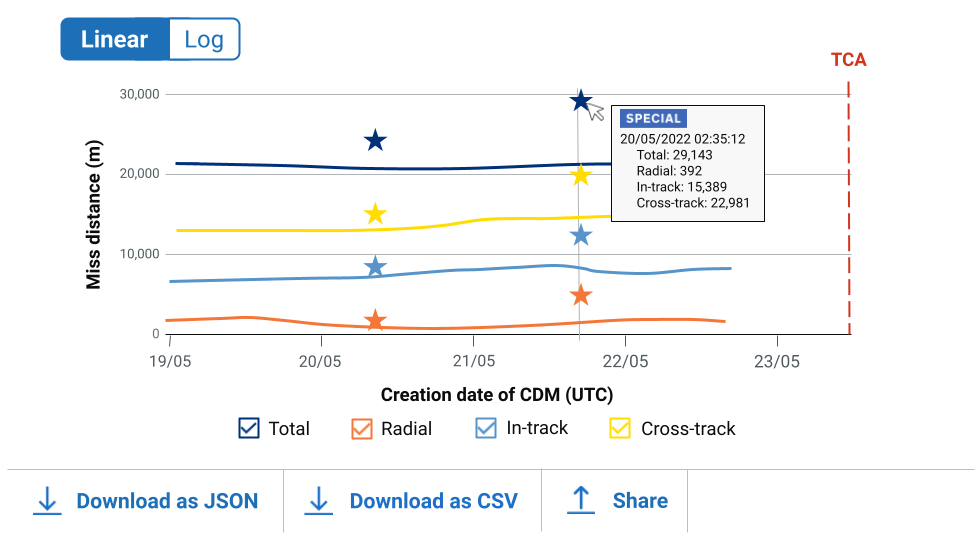 Linear Log
TCA
30,000
20,000
10,000
0
Miss distance (m)
SPECIAL
20/05/2022 02:35:12
Total: 29,143
Radial: 392
In-track: 15,389
Cross-track: 22,981
19/05 20/05 21/05 22/05 23/05
Creation date of CDM (UTC)
Total Radial In-track Cross-track
Download as JSON Download as CSV Share